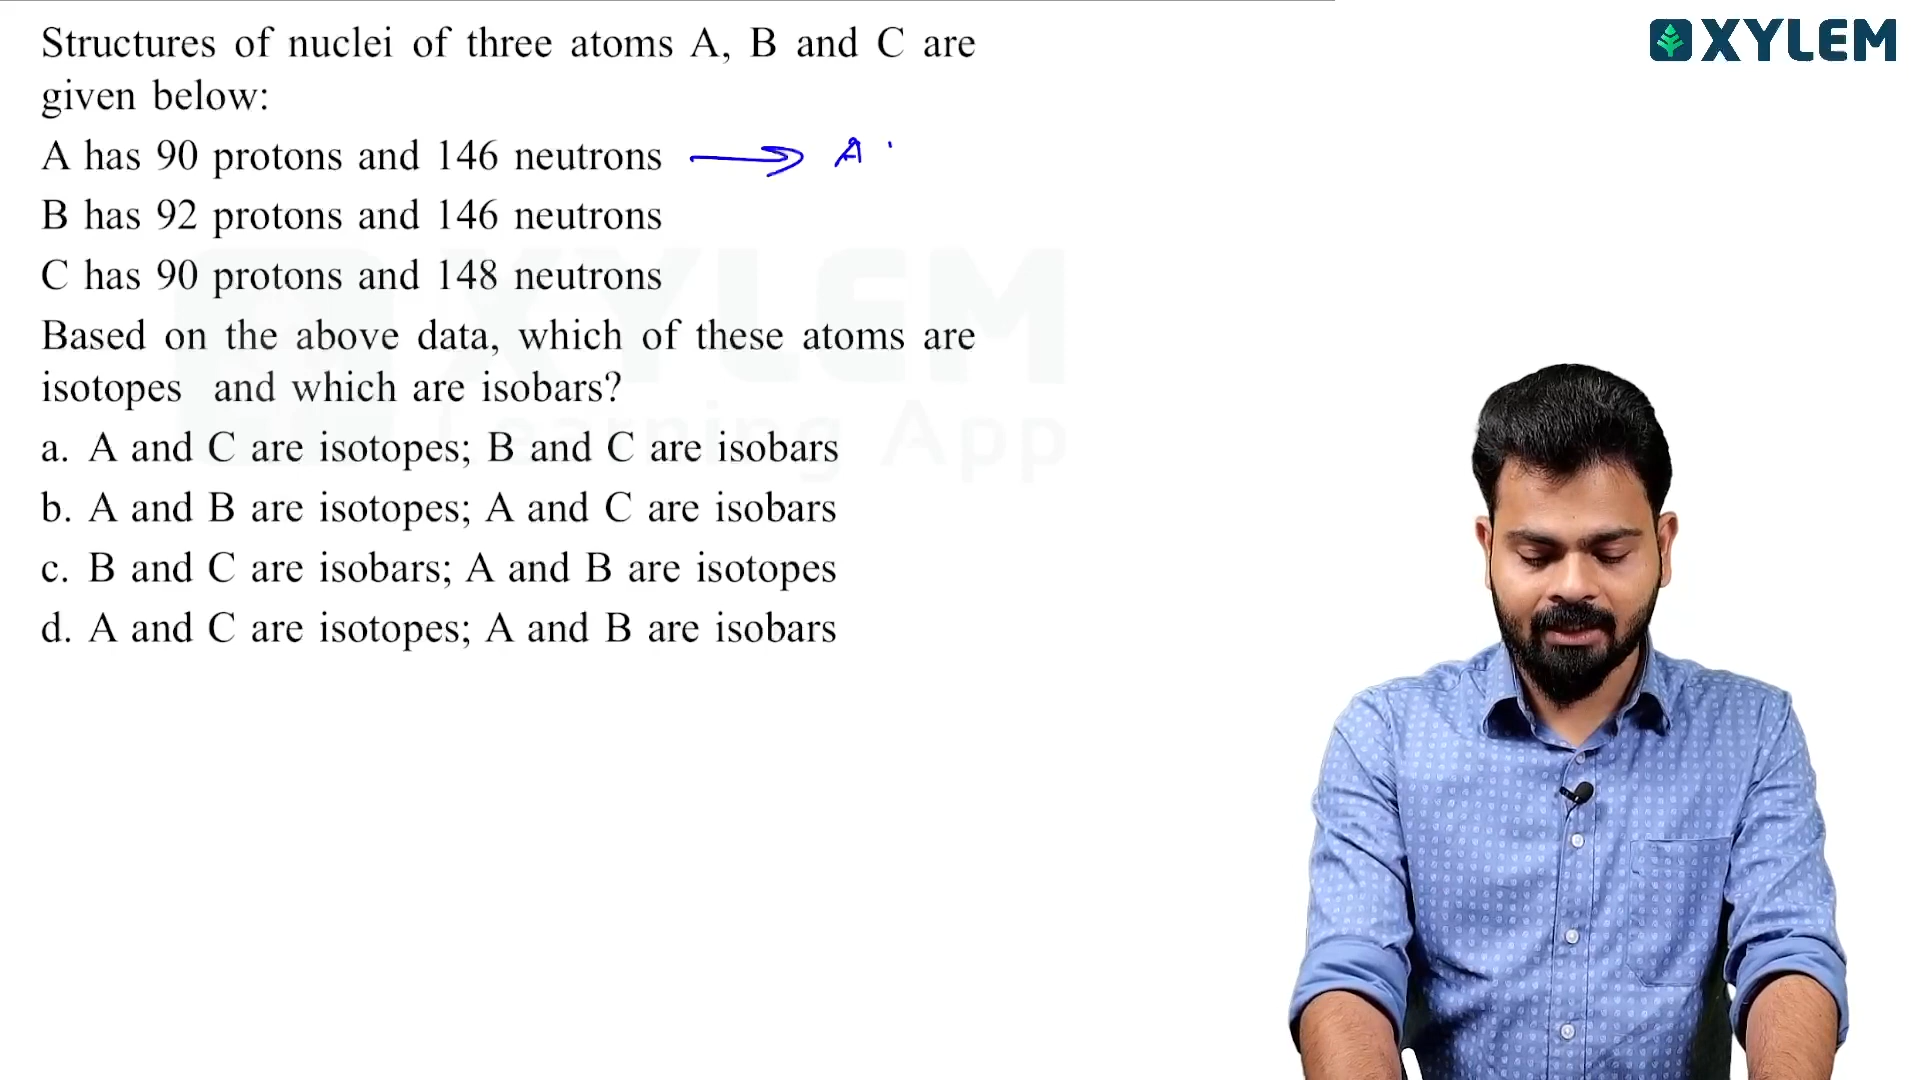 XYLEM
Structures of nuclei of three atoms A, B and C are
given below:
A has 90 protons and 146 neutrons → A
B has 92 protons and 146 neutrons
C has 90 protons and 148 neutrons
Based on the above data, which of these atoms are
isotopes and which are isobars?
a. A and C are isotopes; B and C are isobars
b. A and B are isotopes; A and C are isobars
c. B and C are isobars; A and B are isotopes
d. A and C are isotopes; A and B are isobars
XYLEM
Learning App